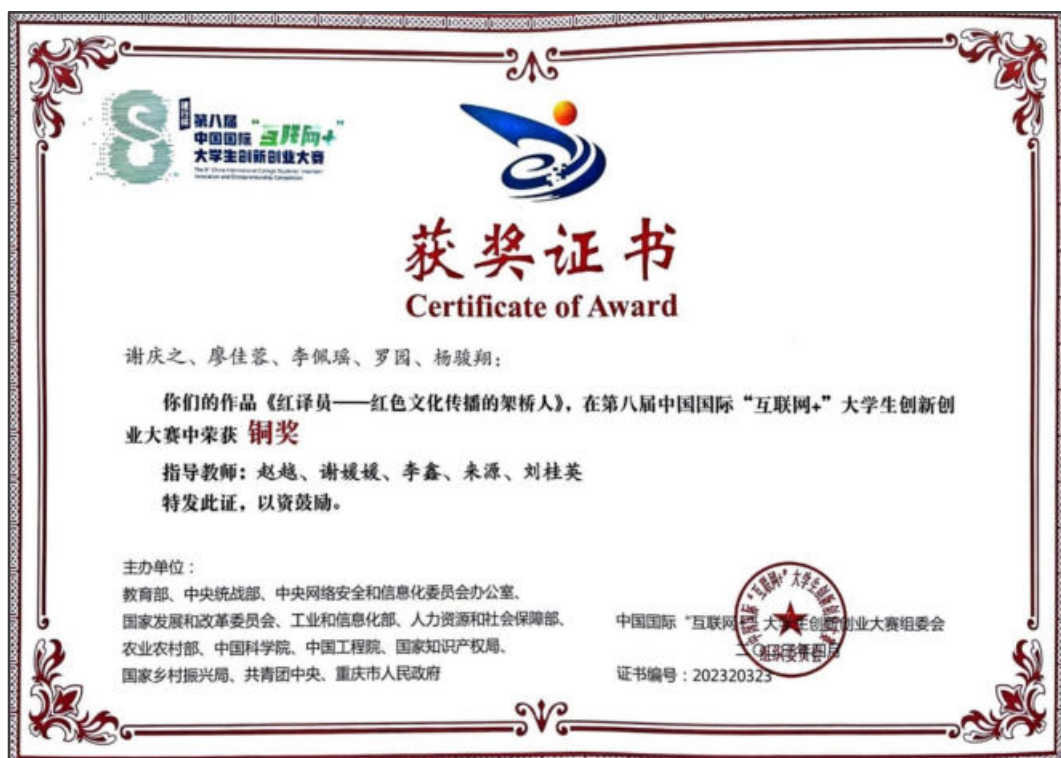 第八届
中国国际“互联网+”
大学生创新创业大赛
获奖证书
Certificate of Award
谢庆之、廖佳蓉、李佩瑶、罗园、杨骏翔：
你们的作品《红译员——红色文化传播的架桥人》，在第八届中国国际“互联网+”大学生创新创
业大赛中荣获 铜奖
指导教师：赵越、谢媛媛、李鑫、来源、刘桂英
特发此证，以资鼓励。
主办单位：
教育部、中央统战部、中央网络安全和信息化委员会办公室、
国家发展和改革委员会、工业和信息化部、人力资源和社会保障部、
农业农村部、中国科学院、中国工程院、国家知识产权局、
国家乡村振兴局、共青团中央、重庆市人民政府
中国国际“互联网+”大学生创新创业大赛组委会
证书编号：202320323